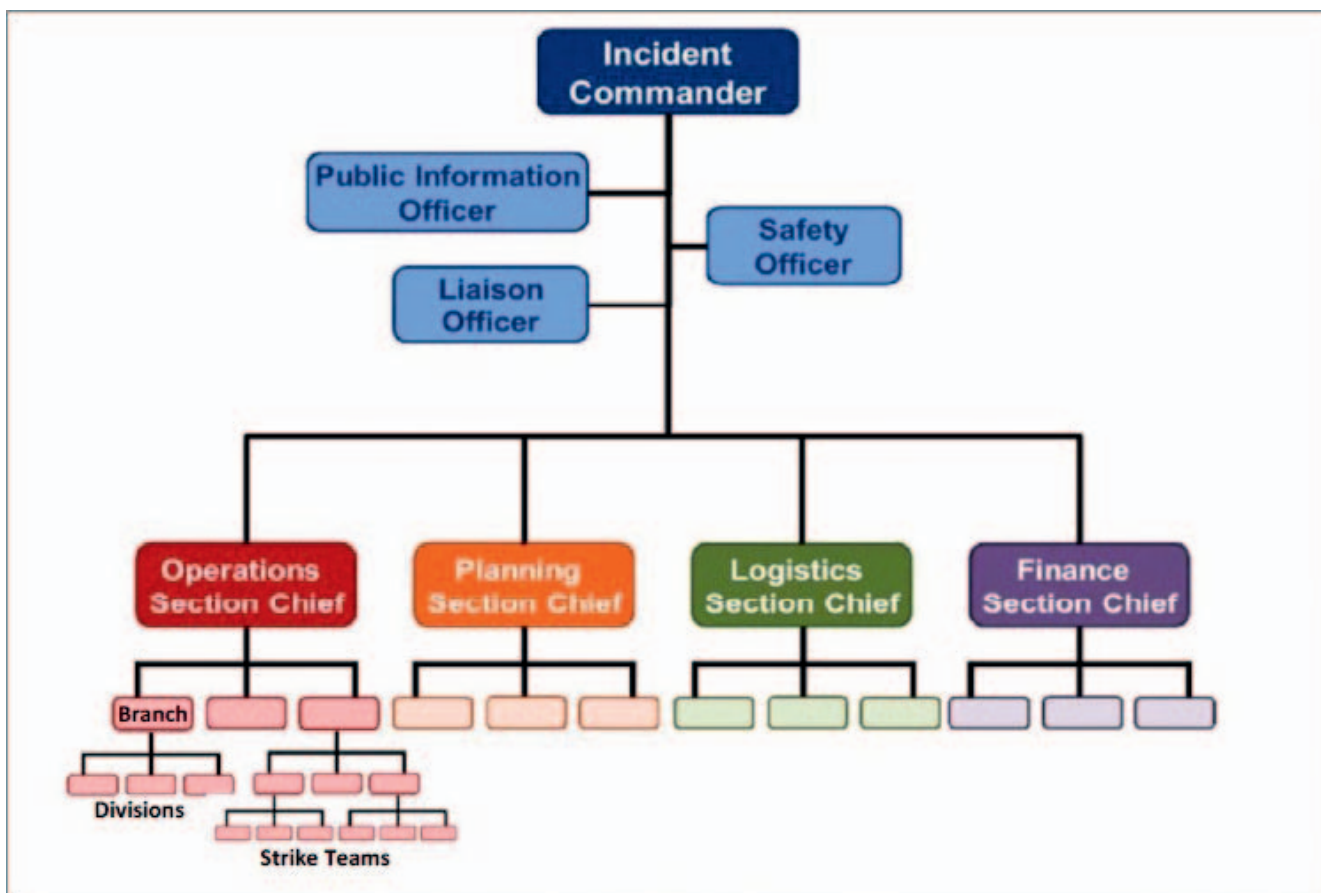 Incident
Commander
Public Information
Officer
Safety
Officer
Liaison
Officer
Operations
Section Chief
Planning
Section Chief
Logistics
Section Chief
Finance
Section Chief
Branch
Divisions
Strike Teams